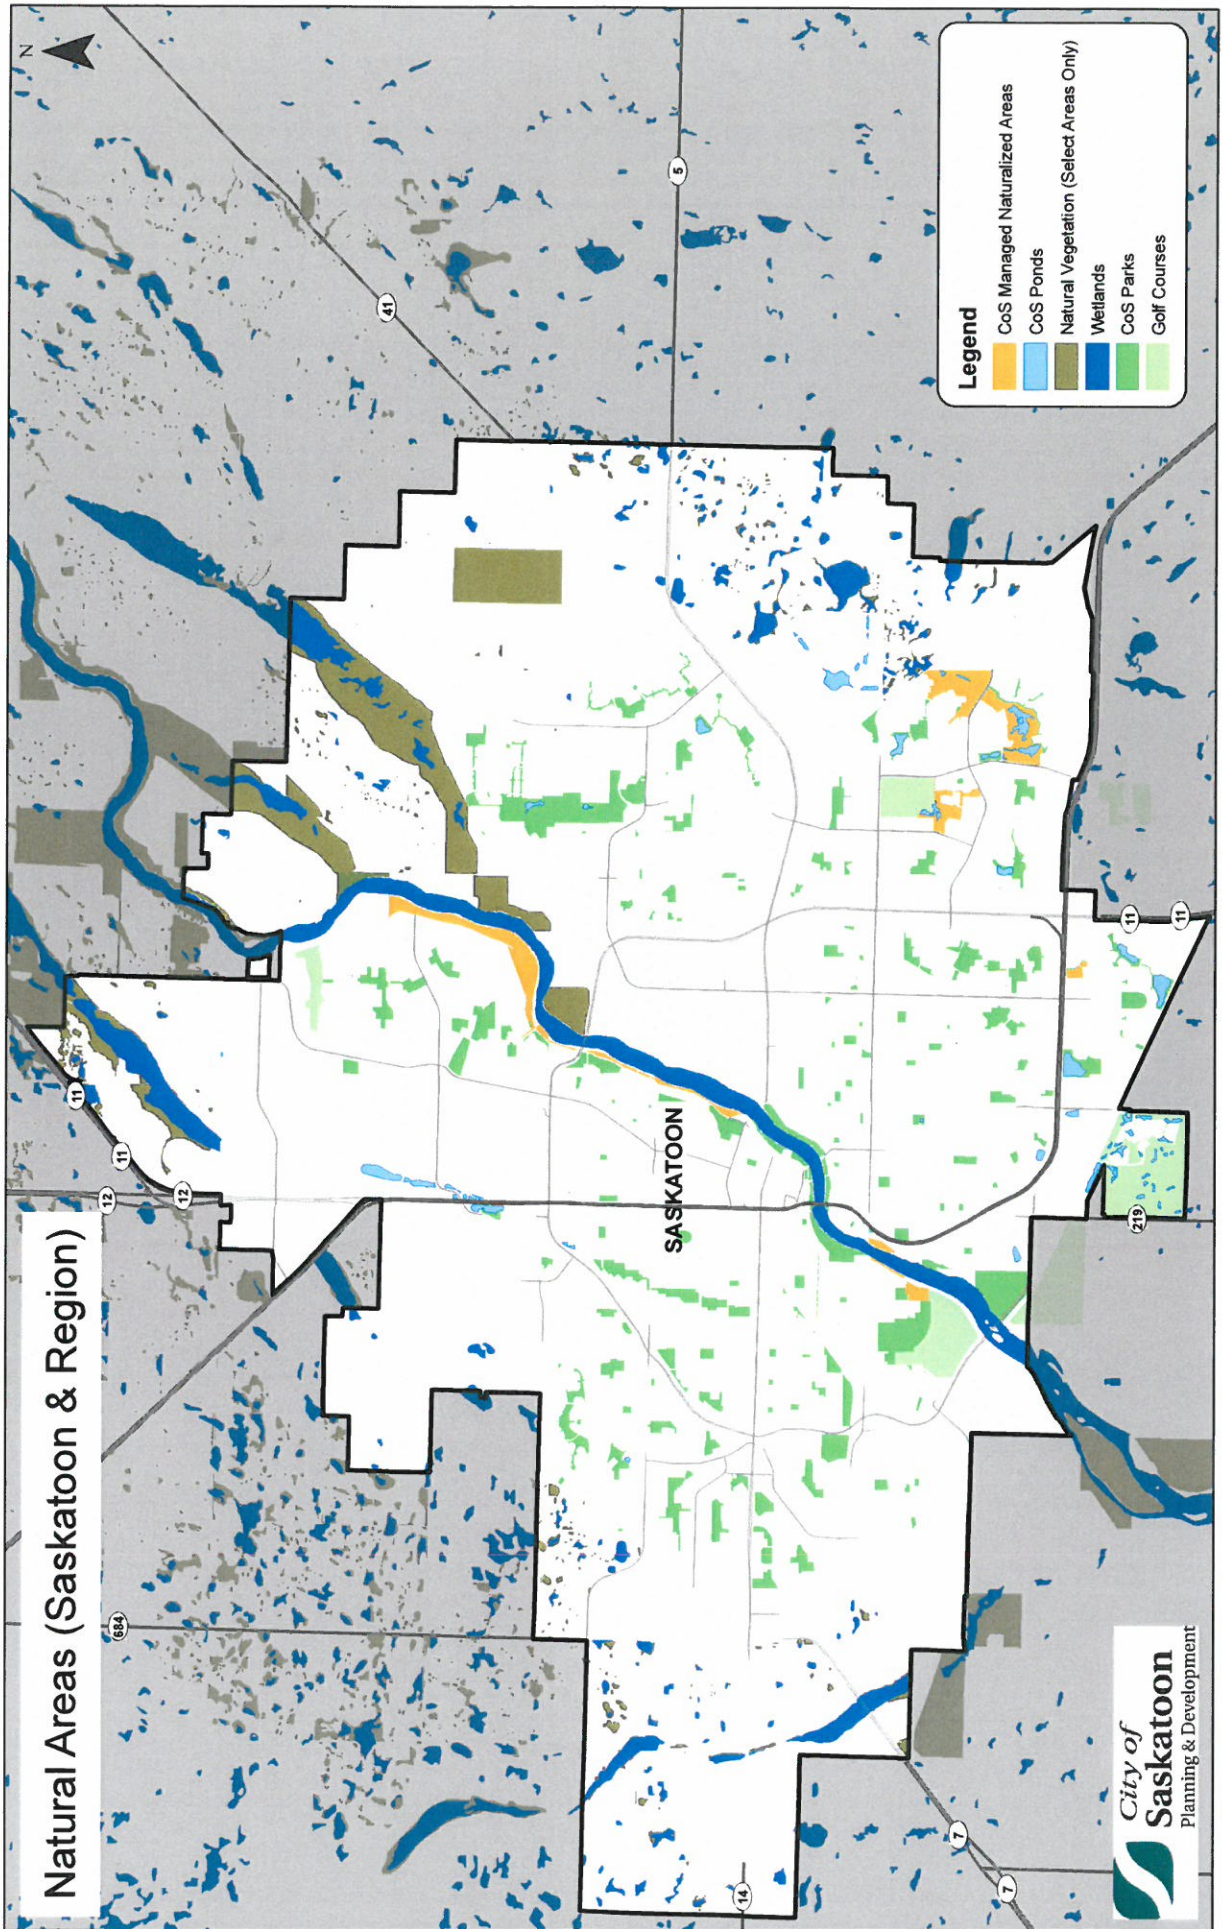 Natural Areas (Saskatoon & Region)
N
684
12
12
11
11
41
5
SASKATOON
14
7
7
219
11
11
Legend
CoS Managed Naturalized Areas
CoS Ponds
Natural Vegetation (Select Areas Only)
Wetlands
CoS Parks
Golf Courses
City of
Saskatoon
Planning & Development